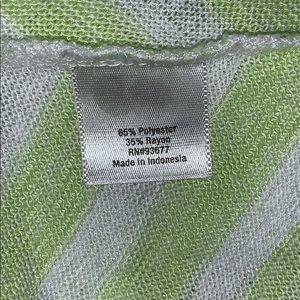 65% Polyester
35% Rayon
RN#93677
Made in Indonesia